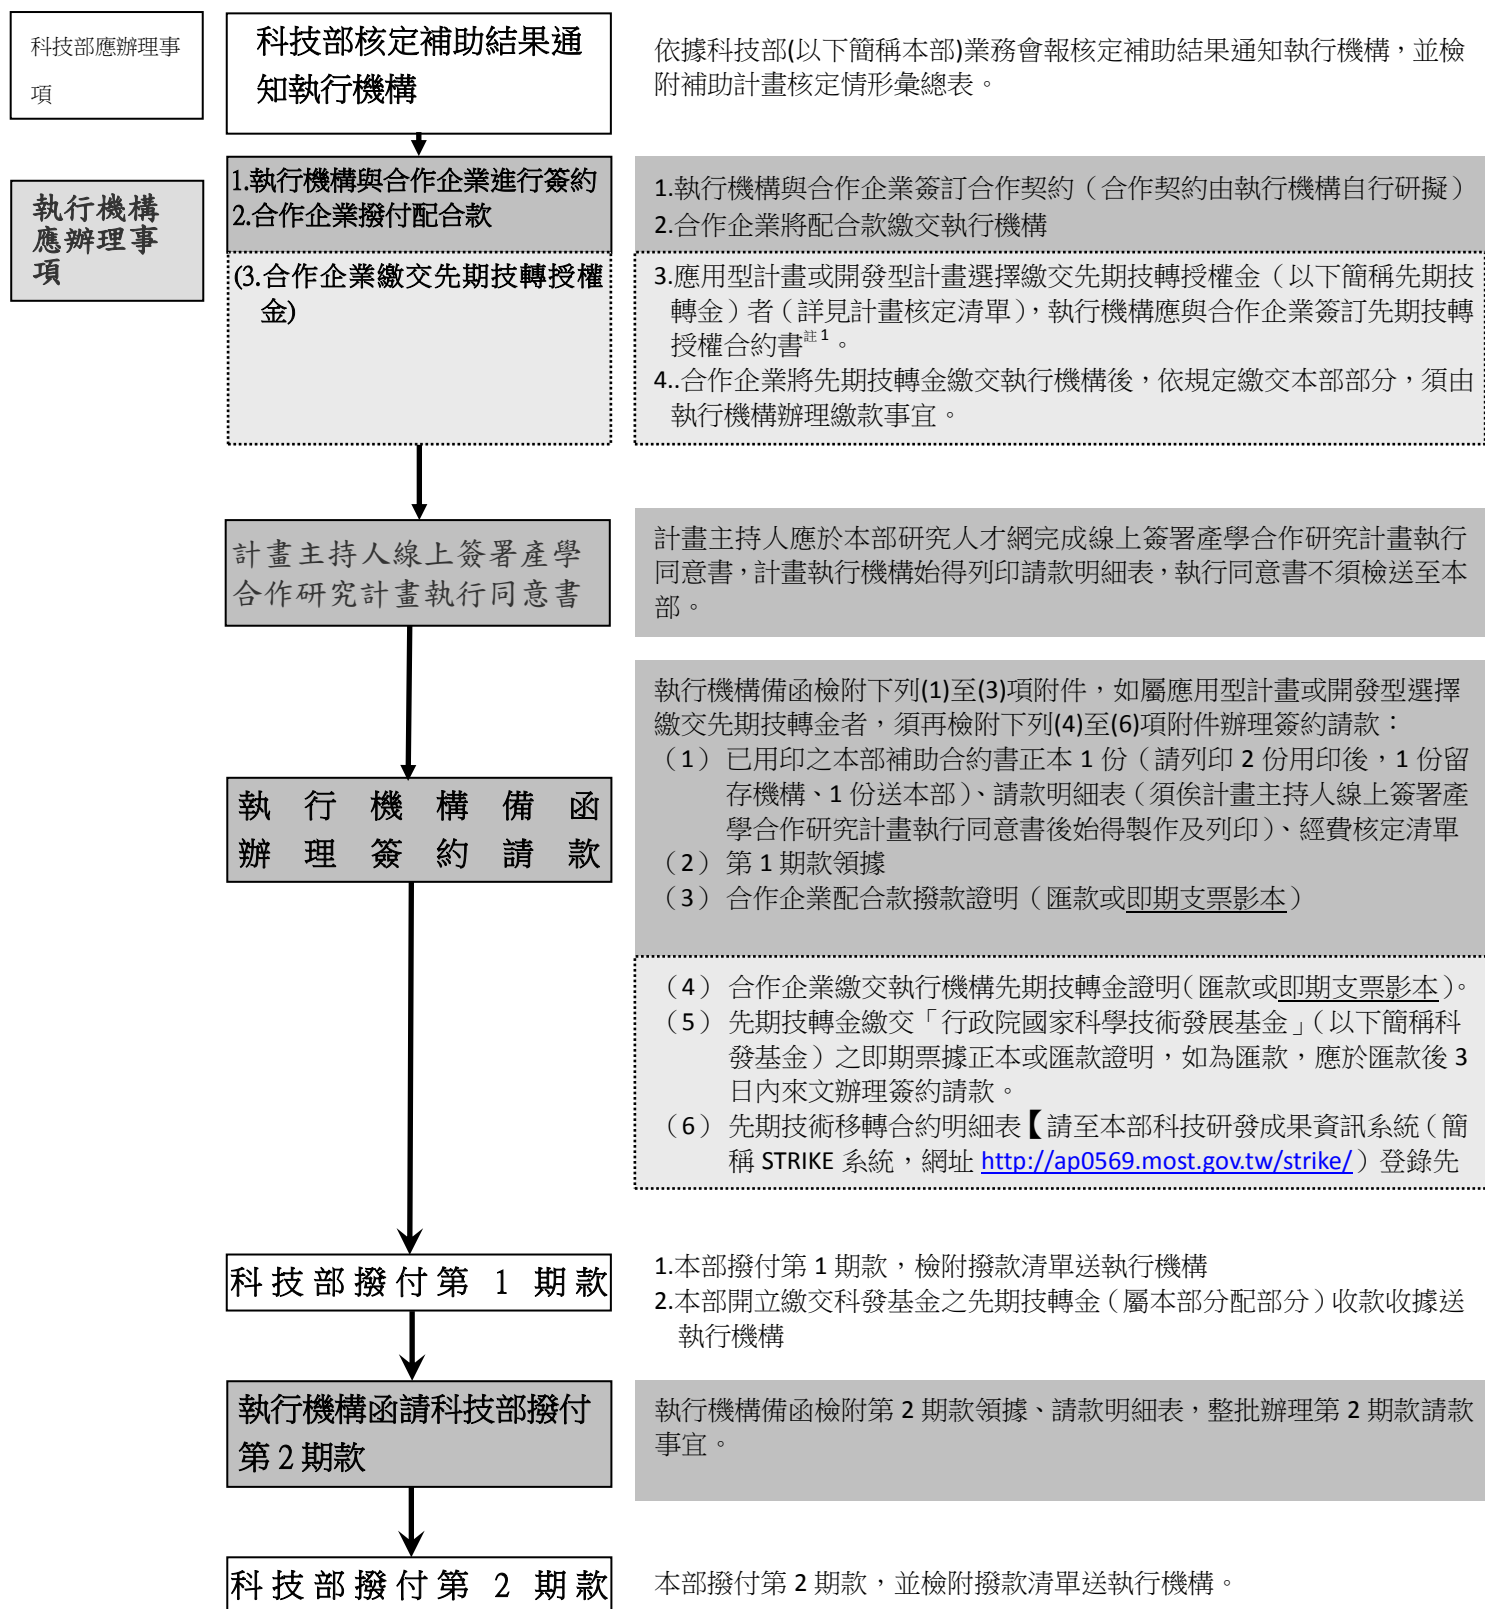 科技部應辦理事
項
科技部核定補助結果通
知執行機構
依據科技部(以下簡稱本部)業務會報核定補助結果通知執行機構，並檢
附補助計畫核定情形彙總表。
執行機構
應辦理事
項
1.執行機構與合作企業進行簽約
2.合作企業撥付配合款
1.執行機構與合作企業簽訂合作契約（合作契約由執行機構自行研擬）
2.合作企業將配合款繳交執行機構
(3.合作企業繳交先期技轉授權
金)
3.應用型計畫或開發型計畫選擇繳交先期技轉授權金（以下簡稱先期技
轉金）者（詳見計畫核定清單），執行機構應與合作企業簽訂先期技轉
授權合約書註1。
4..合作企業將先期技轉金繳交執行機構後，依規定繳交本部部分，須由
執行機構辦理繳款事宜。
計畫主持人線上簽署產學
合作研究計畫執行同意書
計畫主持人應於本部研究人才網完成線上簽署產學合作研究計畫執行
同意書，計畫執行機構始得列印請款明細表，執行同意書不須檢送至本
部。
執行機構備函
辦理簽約請款
執行機構備函檢附下列(1)至(3)項附件，如屬應用型計畫或開發型選擇
繳交先期技轉金者，須再檢附下列(4)至(6)項附件辦理簽約請款：
（1）已用印之本部補助合約書正本 1 份（請列印 2 份用印後，1 份留
存機構、1 份送本部）、請款明細表（須俟計畫主持人線上簽署產
學合作研究計畫執行同意書後始得製作及列印）、經費核定清單
（2）第 1 期款領據
（3）合作企業配合款撥款證明（匯款或即期支票影本）
（4）合作企業繳交執行機構先期技轉金證明（匯款或即期支票影本）。
（5）先期技轉金繳交「行政院國家科學技術發展基金」（以下簡稱科
發基金）之即期票據正本或匯款證明，如為匯款，應於匯款後 3
日內來文辦理簽約請款。
（6）先期技術移轉合約明細表【請至本部科技研發成果資訊系統（簡
稱 STRIKE 系統，網址 http://ap0569.most.gov.tw/strike/）登錄先
科技部撥付第 1 期款
1.本部撥付第 1 期款，檢附撥款清單送執行機構
2.本部開立繳交科發基金之先期技轉金（屬本部分配部分）收款收據送
執行機構
執行機構函請科技部撥付
第 2 期款
執行機構備函檢附第 2 期款領據、請款明細表，整批辦理第 2 期款請款
事宜。
科技部撥付第 2 期款
本部撥付第 2 期款，並檢附撥款清單送執行機構。